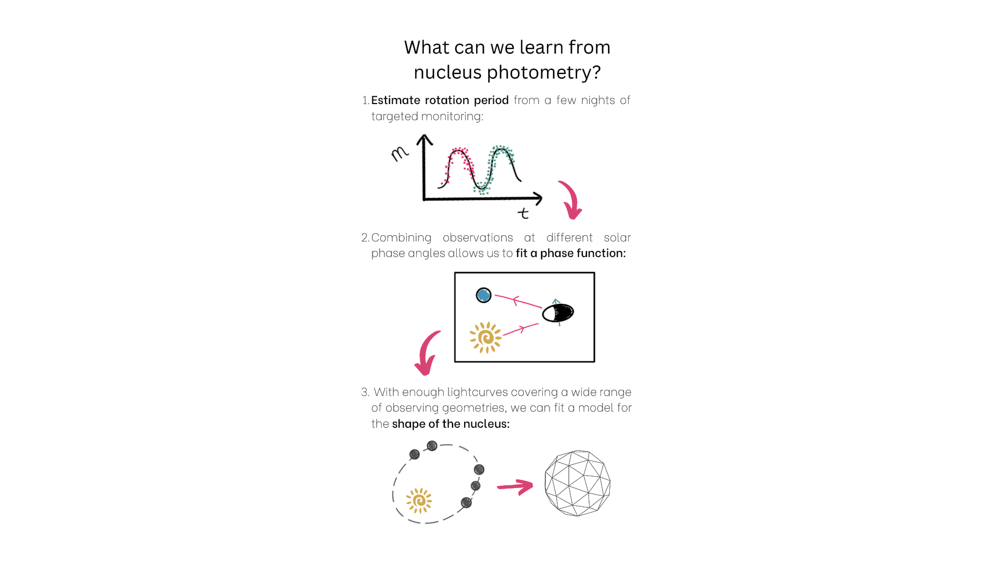 What can we learn from
nucleus photometry?
1. Estimate rotation period from a few nights of
targeted monitoring:
m
t
2. Combining observations at different solar
phase angles allows us to fit a phase function:
3. With enough lightcurves covering a wide range
of observing geometries, we can fit a model for
the shape of the nucleus: